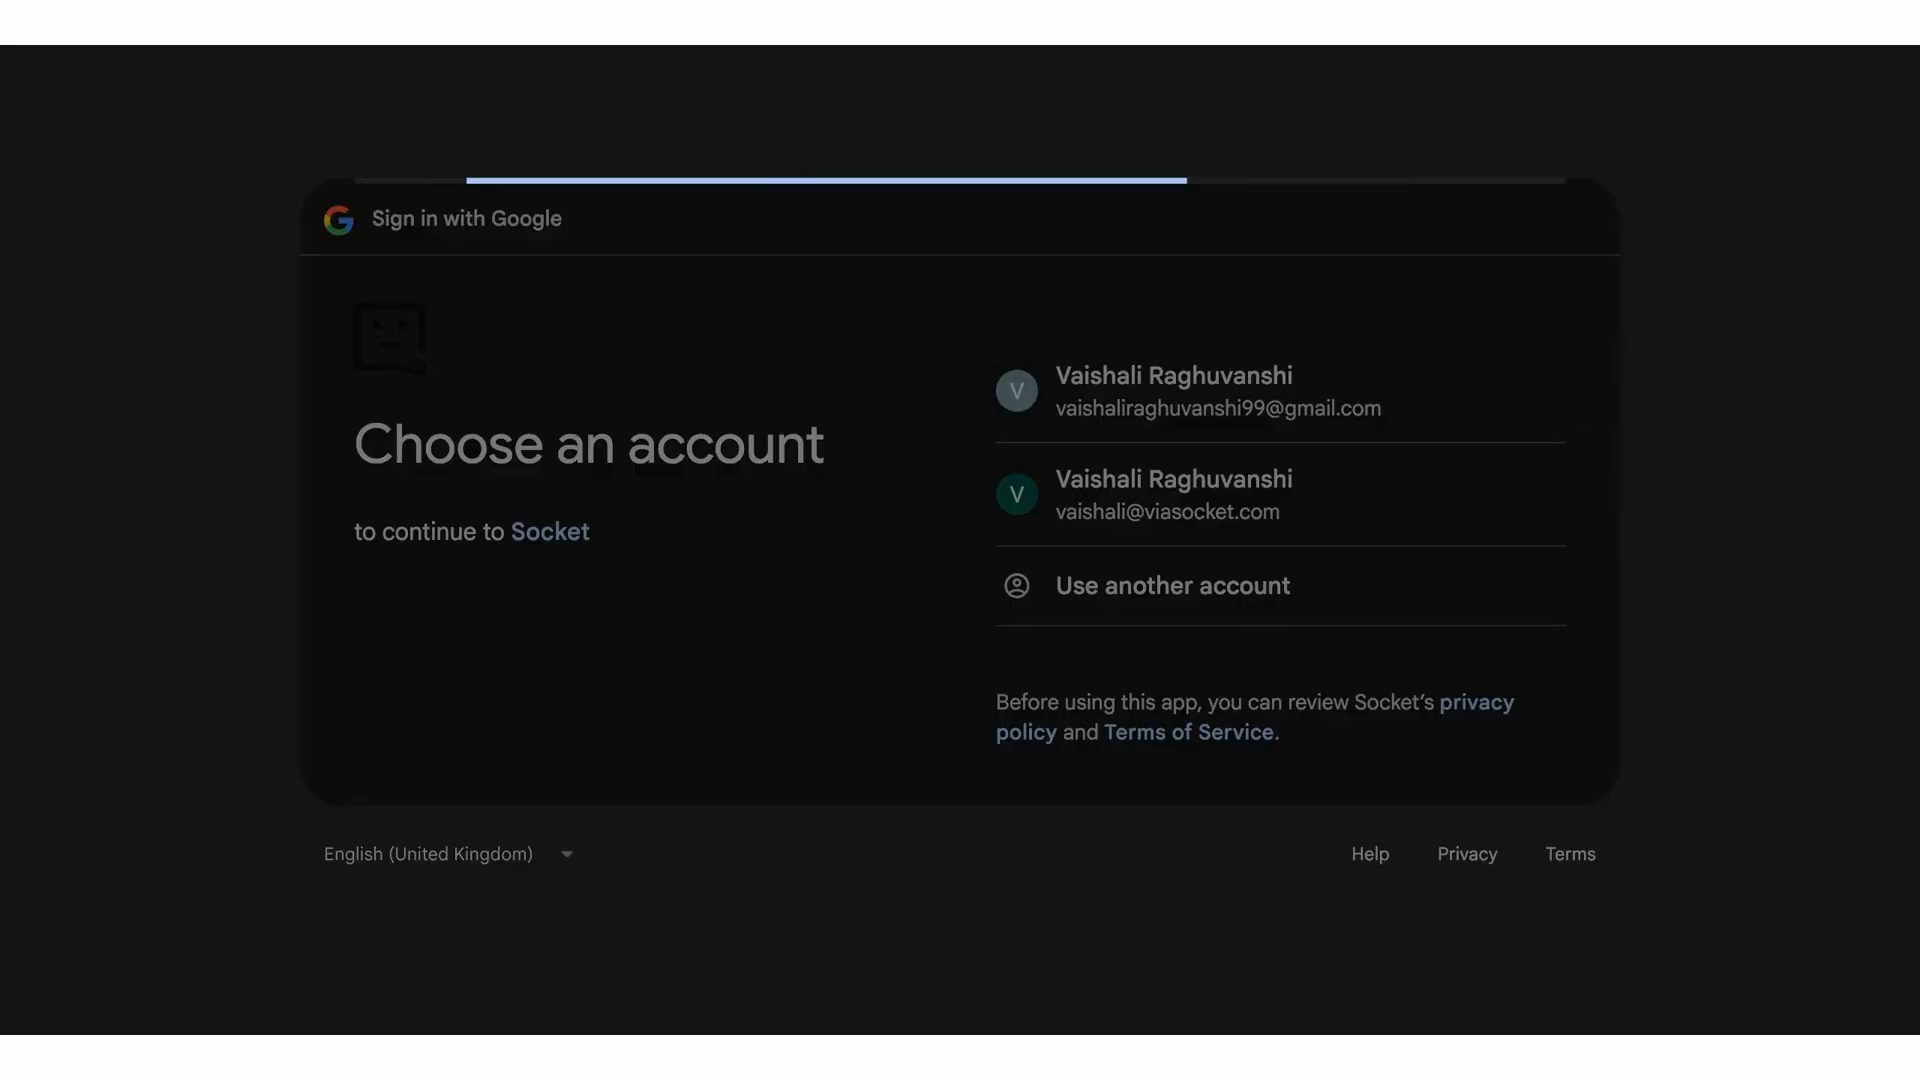 Sign in with Google
Choose an account
to continue to Socket
V
Vaishali Raghuvanshi
vaishaliraghuvanshi99@gmail.com
V
Vaishali Raghuvanshi
vaishali@viasocket.com
Use another account
Before using this app, you can review Socket’s privacy
policy and Terms of Service.
English (United Kingdom)
Help
Privacy
Terms